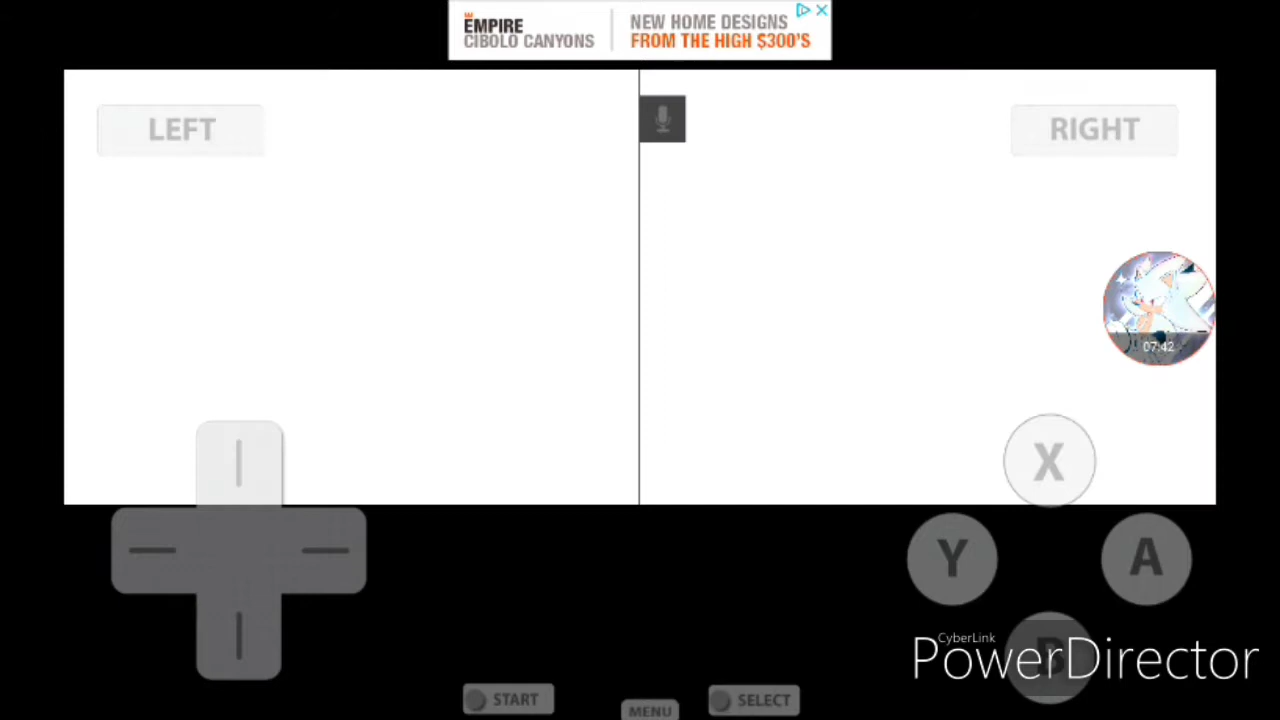 EMPIRE
CIBOLO CANYONS
NEW HOME DESIGNS
FROM THE HIGH $300'S
LEFT
RIGHT
07:42
X
Y
A
B
CyberLink
PowerDirector
START
MENU
SELECT